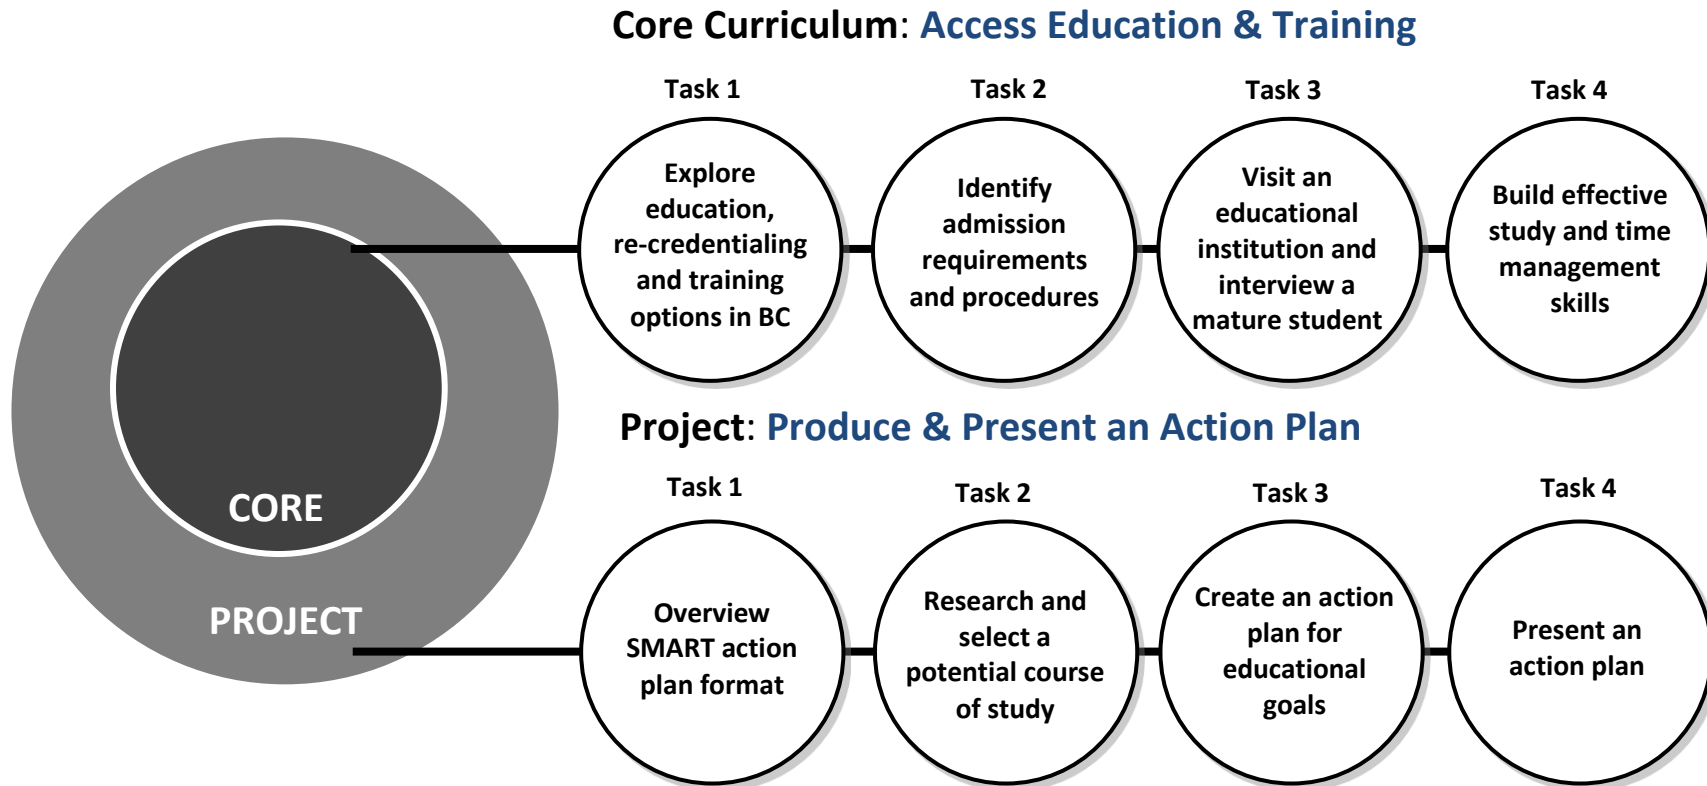 Core Curriculum: Access Education & Training
Task 1
Task 2
Task 3
Task 4
Explore
education,
re-credentialing
and training
options in BC
Identify
admission
requirements
and procedures
Visit an
educational
institution and
interview a
mature student
Build effective
study and time
management
skills
CORE
PROJECT
Project: Produce & Present an Action Plan
Task 1
Task 2
Task 3
Task 4
Overview
SMART action
plan format
Research and
select a
potential course
of study
Create an action
plan for
educational
goals
Present an
action plan